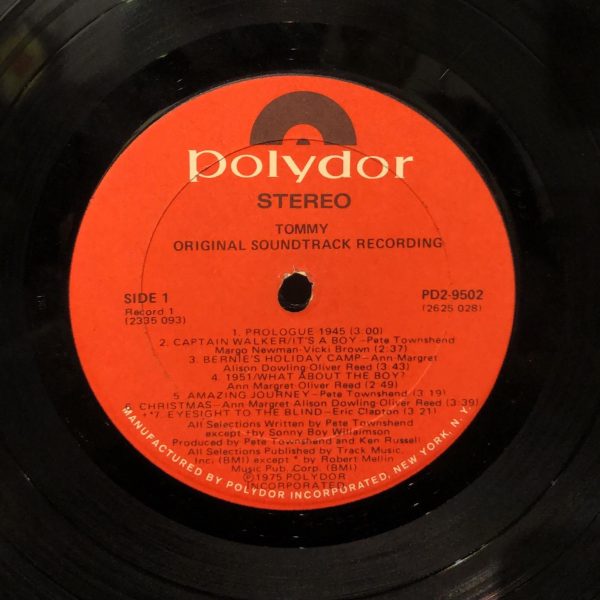 polydor
STEREO
TOMMY
ORIGINAL SOUNDTRACK RECORDING
SIDE 1
Record 1
(2335 093)
PD2-9502
(2625 028)
1. PROLOGUE-1945 (3:00)
2. CAPTAIN WALKER/IT'S A BOY-Pete Townshend
Margo Newman-Vicki Brown (2:37)
3. BERNIE'S HOLIDAY CAMP-Ann Margret
Alison Dowling-Oliver Reed (3:43)
4. 1951/WHAT ABOUT THE BOY?
Ann Margret-Oliver Reed (2:49)
5. AMAZING JOURNEY-Pete Townshend (3:19)
6. CHRISTMAS-Ann Margret Alison Dowling-Oliver Reed (3:39)
*†7. EYESIGHT TO THE BLIND-Eric Clapton (3:21)
All Selections Written by Pete Townshend
except † by Sonny Boy Williamson
Produced by Pete Townshend and Ken Russell
All Selections Published by Track Music,
Inc. (BMI) except * by Robert Mellin
Music Pub. Corp. (BMI)
Ⓟ1975 POLYDOR
INCORPORATED
MANUFACTURED BY POLYDOR INCORPORATED, NEW YORK, N.Y.